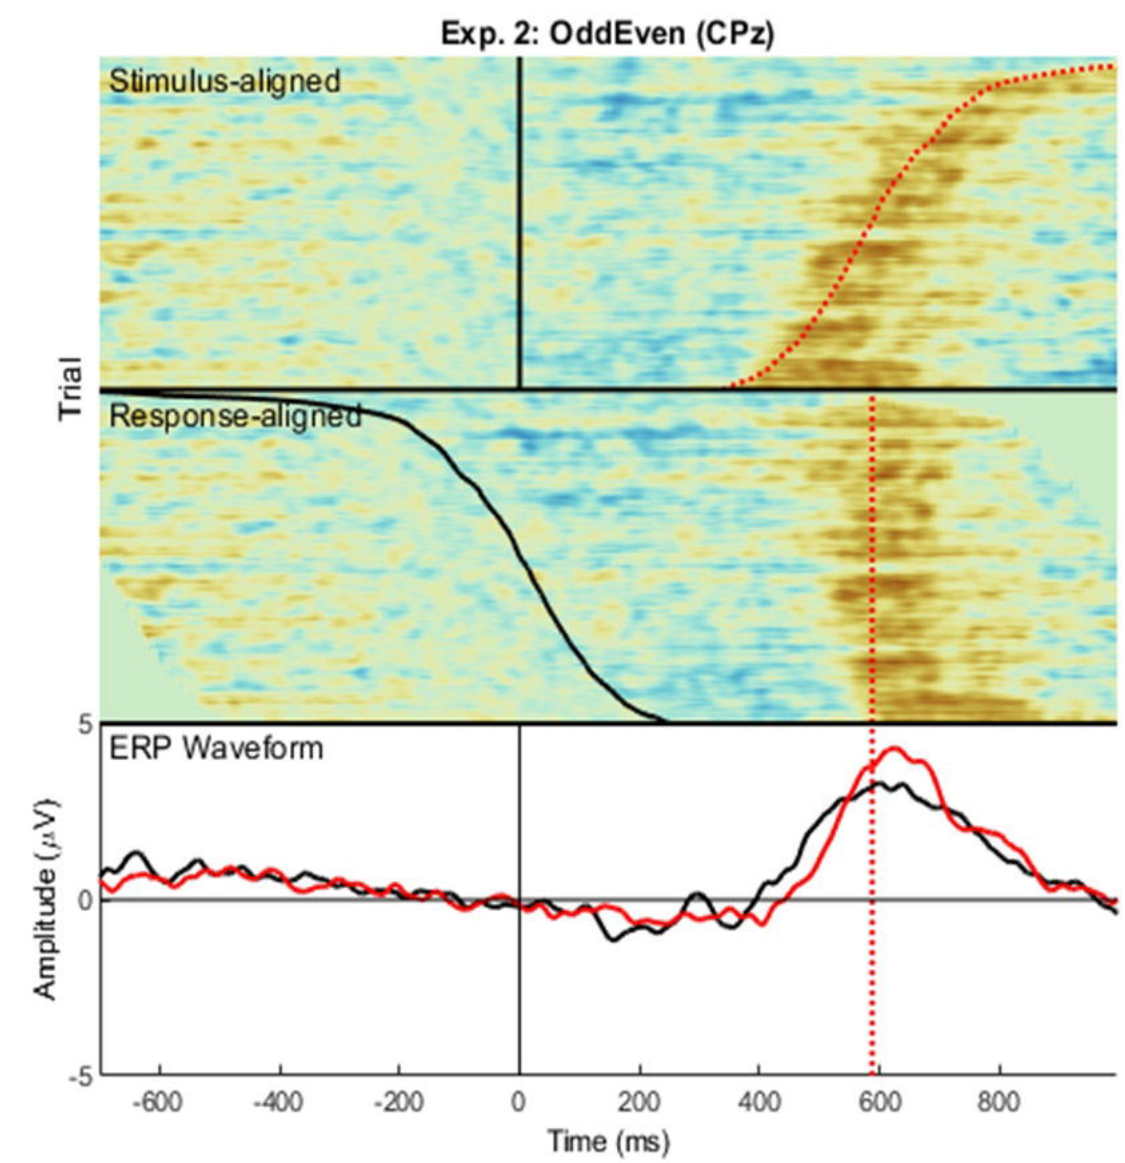 Exp. 2: OddEven (CPz)
Stimulus-aligned
Trial
Response-aligned
5
ERP Waveform
Amplitude (μV)
0
-5
-600 -400 -200 0 200 400 600 800
Time (ms)